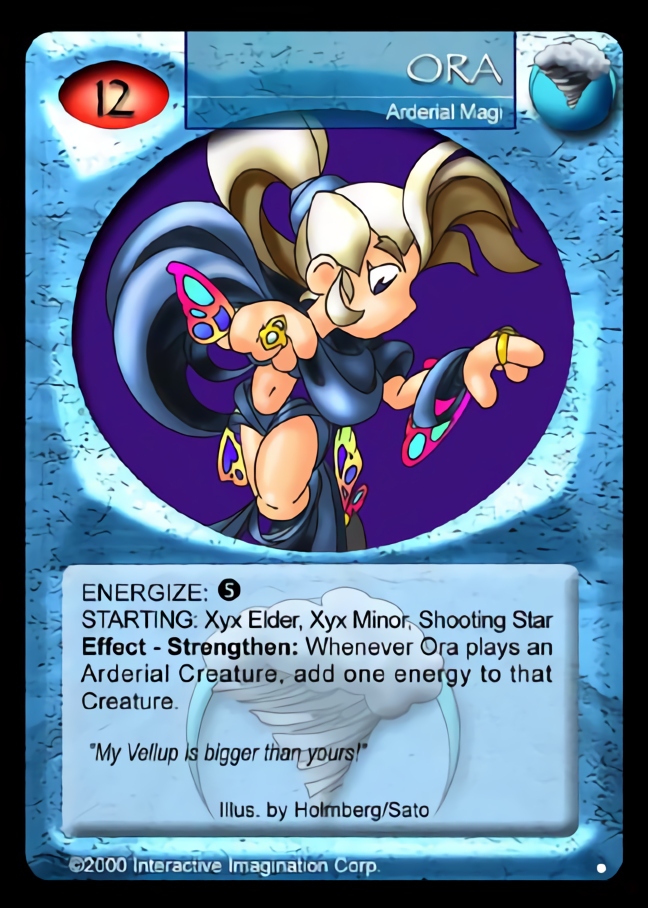 12
ORA
Arderial Magi
ENERGIZE: 5
STARTING: Xyx Elder, Xyx Minor, Shooting Star
Effect - Strengthen: Whenever Ora plays an
Arderial Creature, add one energy to that
Creature.
"My Vellup is bigger than yours!"
Illus. by Holmberg/Sato
©2000 Interactive Imagination Corp.